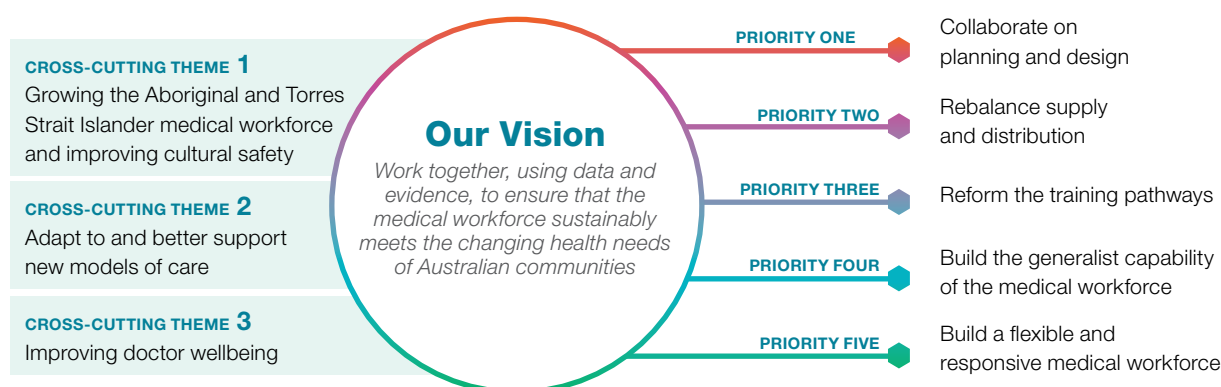 CROSS-CUTTING THEME 1
Growing the Aboriginal and Torres
Strait Islander medical workforce
and improving cultural safety
CROSS-CUTTING THEME 2
Adapt to and better support
new models of care
CROSS-CUTTING THEME 3
Improving doctor wellbeing
Our Vision
Work together, using data and
evidence, to ensure that the
medical workforce sustainably
meets the changing health needs
of Australian communities
PRIORITY ONE
Collaborate on
planning and design
PRIORITY TWO
Rebalance supply
and distribution
PRIORITY THREE
Reform the training pathways
PRIORITY FOUR
Build the generalist capability
of the medical workforce
PRIORITY FIVE
Build a flexible and
responsive medical workforce